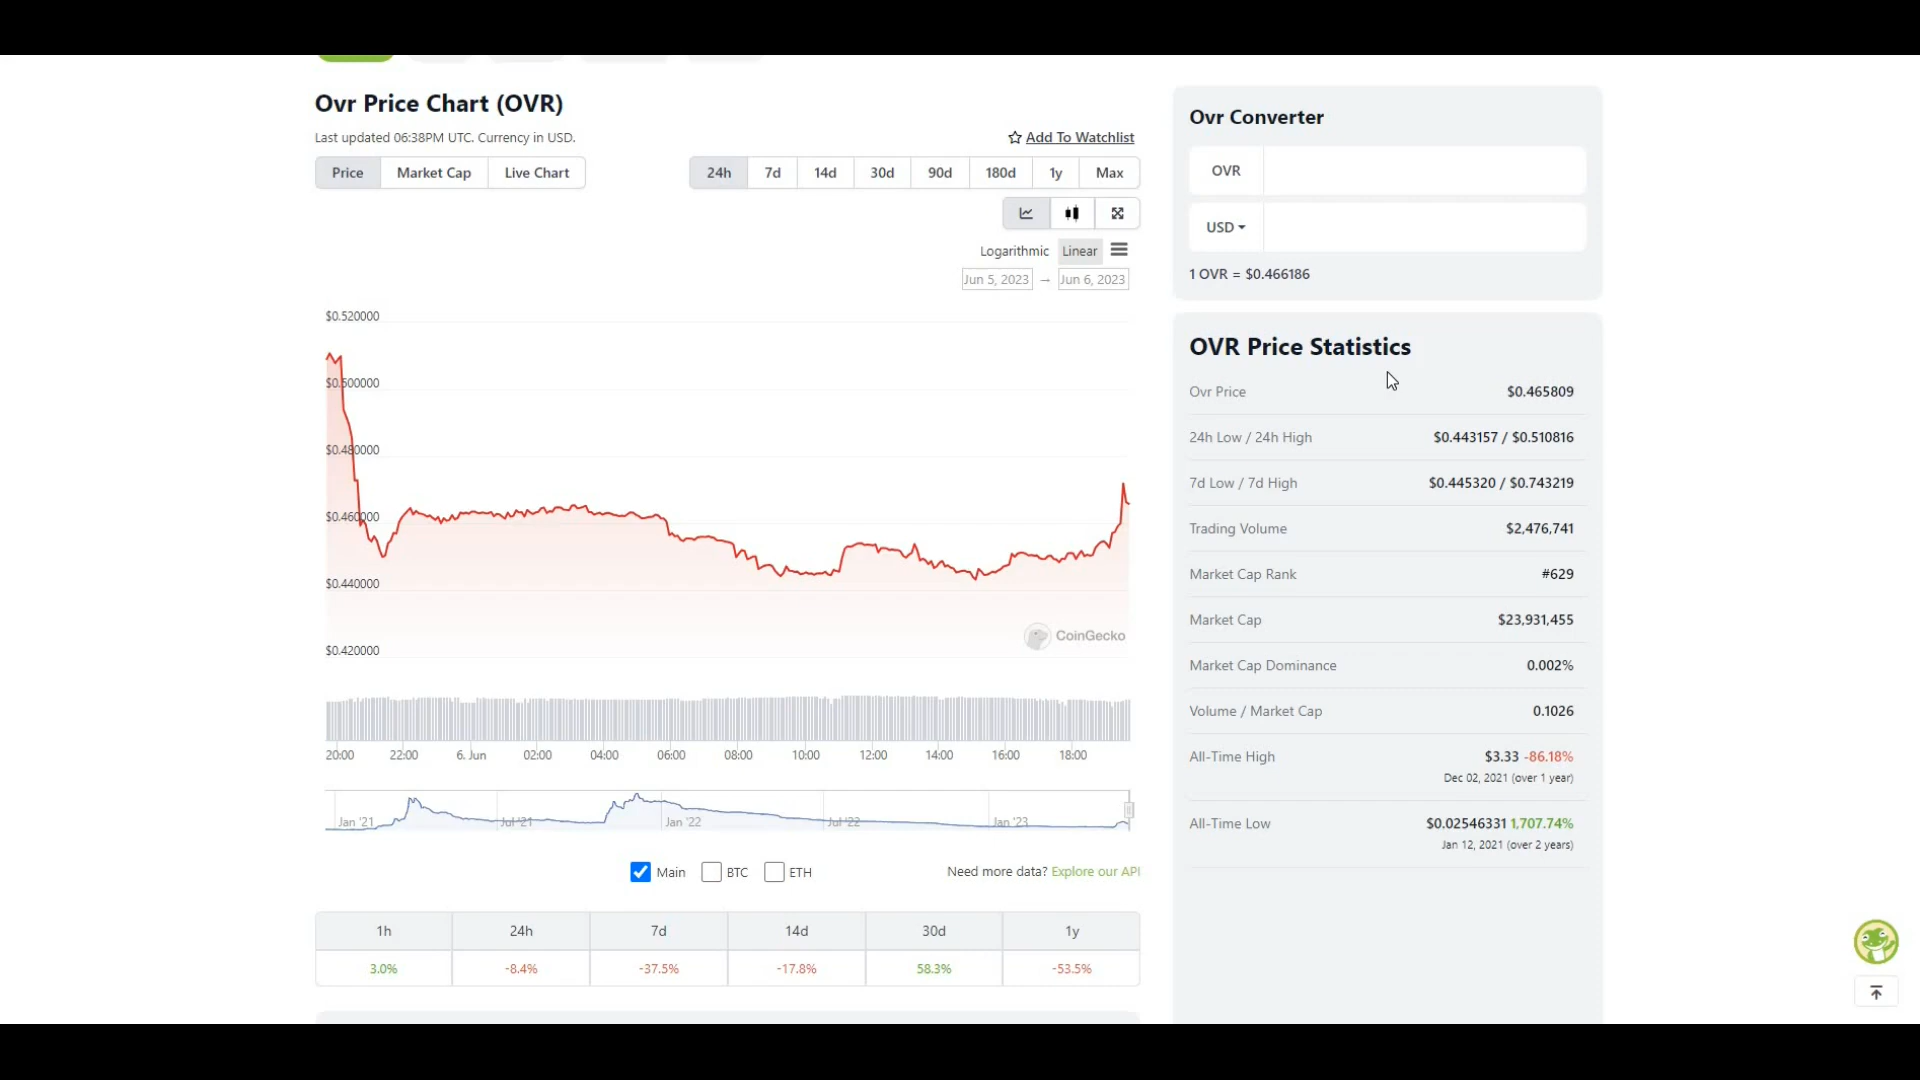 Ovr Price Chart (OVR)
Last updated 06:38PM UTC. Currency in USD.
Add To Watchlist
Price Market Cap Live Chart
24h 7d 14d 30d 90d 180d 1y Max
Logarithmic Linear
Jun 5, 2023 → Jun 6, 2023
$0.520000
$0.500000
$0.480000
$0.460000
$0.440000
$0.420000
CoinGecko
20:00 22:00 6. Jun 02:00 04:00 06:00 08:00 10:00 12:00 14:00 16:00 18:00
Jan '21 Jul '21 Jan '22 Jul '22 Jan '23
Main BTC ETH
Need more data? Explore our API
1h 24h 7d 14d 30d 1y
3.0% -8.4% -37.5% -17.8% 58.3% -53.5%
Ovr Converter
OVR
USD
1 OVR = $0.466186
OVR Price Statistics
Ovr Price $0.465809
24h Low / 24h High $0.443157 / $0.510816
7d Low / 7d High $0.445320 / $0.743219
Trading Volume $2,476,741
Market Cap Rank #629
Market Cap $23,931,455
Market Cap Dominance 0.002%
Volume / Market Cap 0.1026
All-Time High $3.33 -86.18%
Dec 02, 2021 (over 1 year)
All-Time Low $0.02546331 1,707.74%
Jan 12, 2021 (over 2 years)